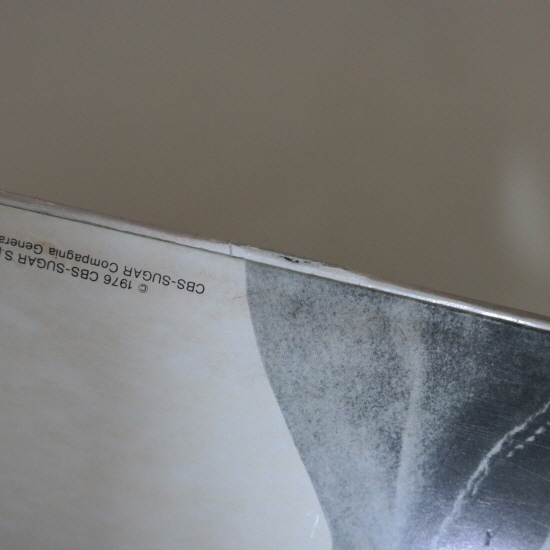 © 1976 CBS-SUGAR S.
CBS-SUGAR Compagnia Genera